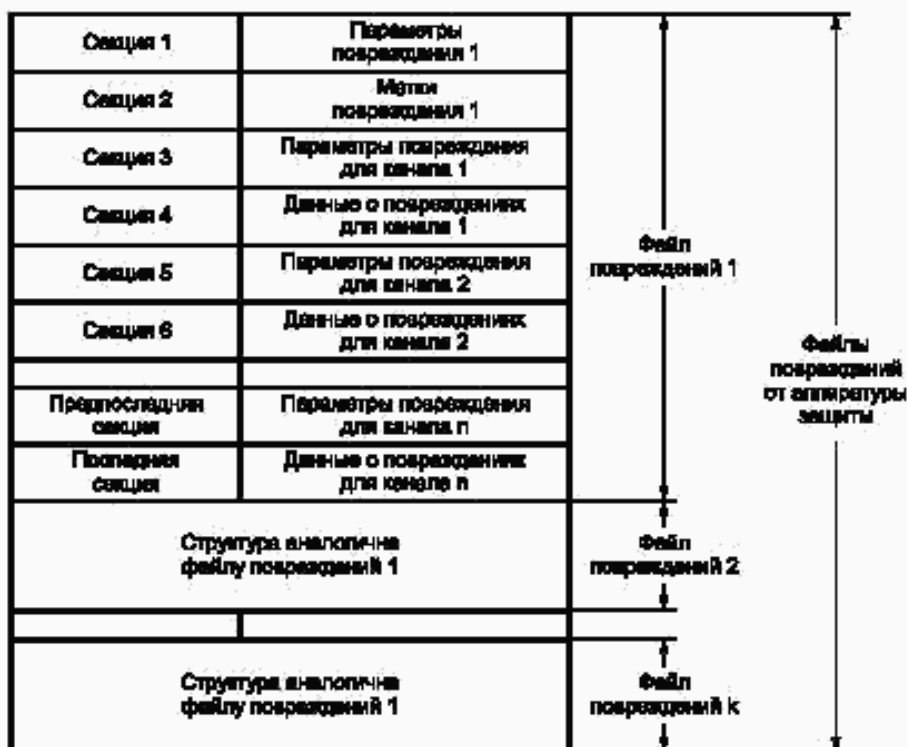 Секция 1
Параметры
повреждения 1
Секция 2
Метки
повреждения 1
Секция 3
Параметры повреждения
для канала 1
Секция 4
Данные о повреждениях
для канала 1
Секция 5
Параметры повреждения
для канала 2
Секция 6
Данные о повреждениях
для канала 2
Предпоследняя
секция
Параметры повреждения
для канала n
Последняя
секция
Данные о повреждениях
для канала n
Файл
повреждений 1
Файлы
повреждений
от аппаратуры
защиты
Структура аналогична
файлу повреждений 1
Файл
повреждений 2
Структура аналогична
файлу повреждений 1
Файл
повреждений k